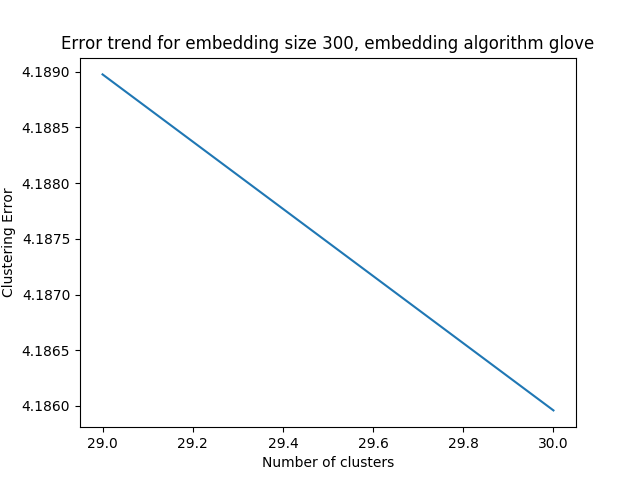 Error trend for embedding size 300, embedding algorithm glove
4.1890
4.1885
4.1880
4.1875
4.1870
4.1865
4.1860
Clustering Error
29.0 29.2 29.4 29.6 29.8 30.0
Number of clusters